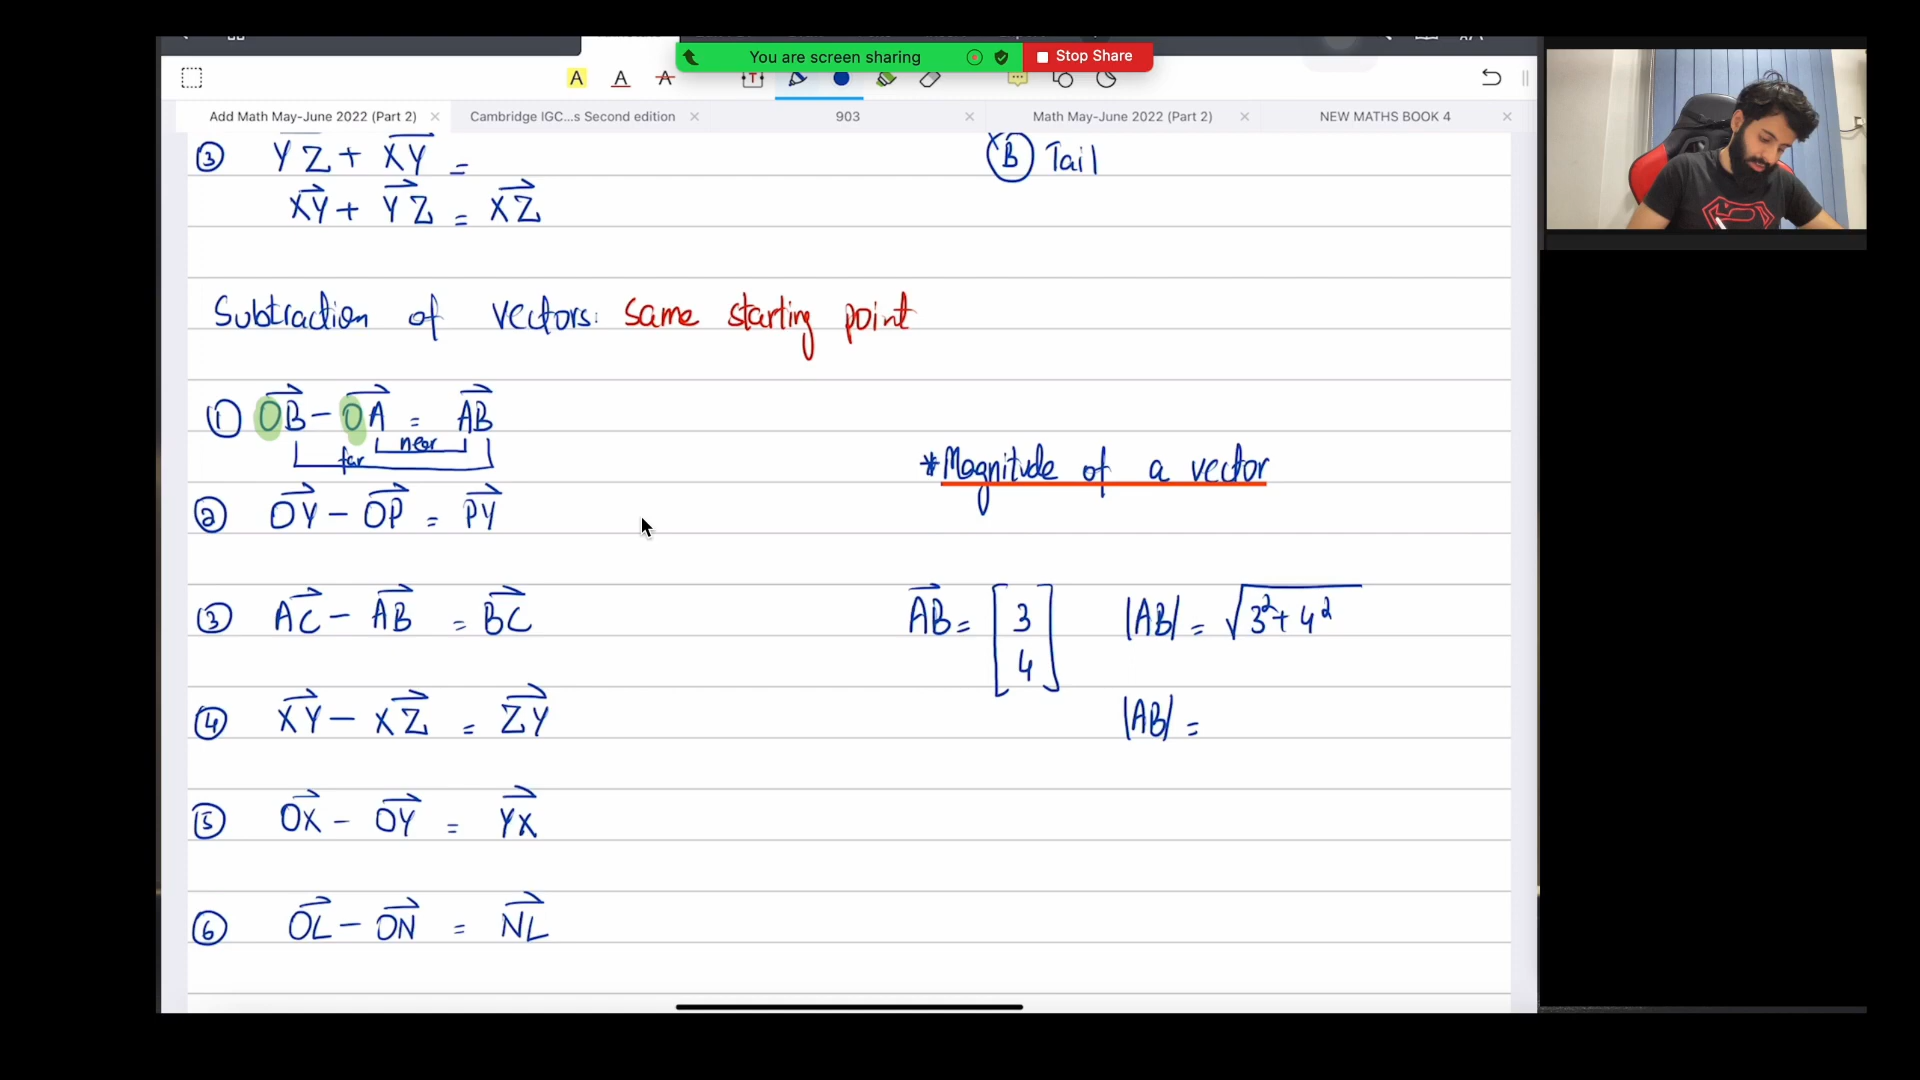 You are screen sharing
Stop Share
A A A T
Add Math May-June 2022 (Part 2) Cambridge IGC...s Second edition 903 Math May-June 2022 (Part 2) NEW MATHS BOOK 4
③ YZ + XY =
XY + YZ = XZ
B Tail
Subtraction of vectors: same starting point
① OB - OA = AB
near
far
② OY - OP = PY
③ AC - AB = BC
④ XY - XZ = ZY
⑤ OX - OY = YX
⑥ OL - ON = NL
*Magnitude of a vector
AB = [3 4] |AB| = √3²+4²
|AB| =